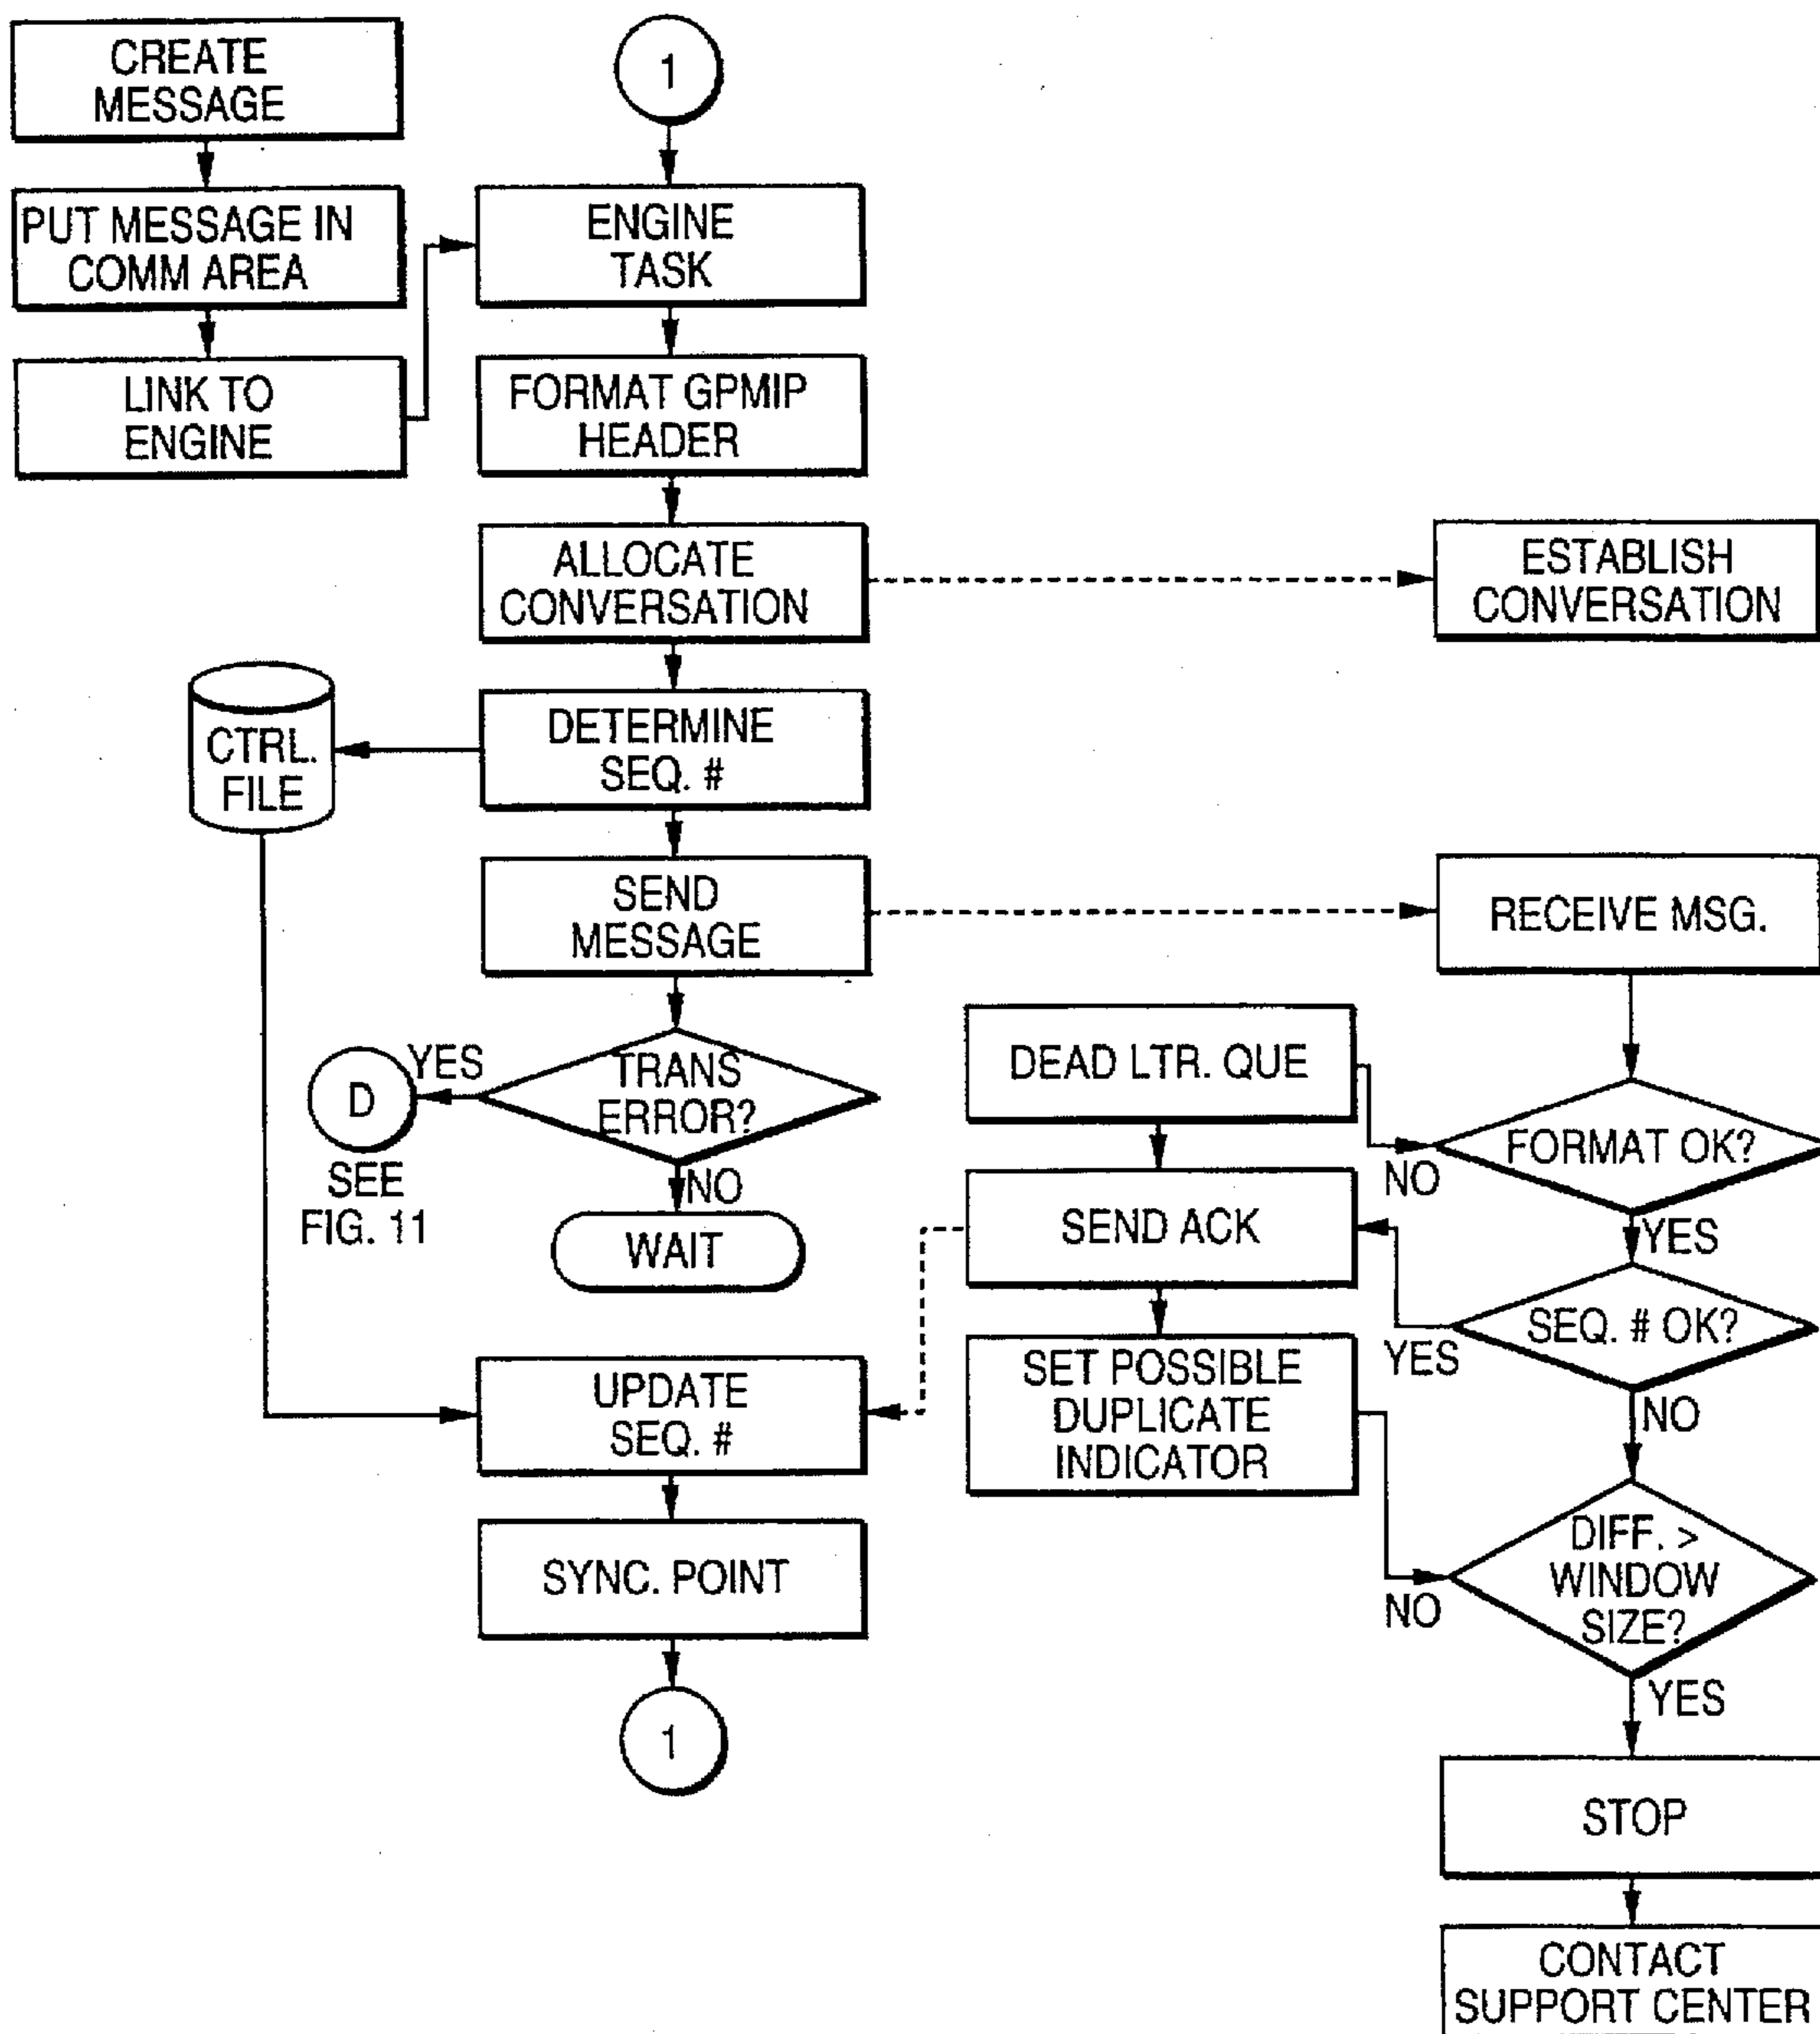 CREATE
MESSAGE
PUT MESSAGE IN
COMM AREA
LINK TO
ENGINE
1
ENGINE
TASK
FORMAT GPMIP
HEADER
ALLOCATE
CONVERSATION
ESTABLISH
CONVERSATION
CTRL.
FILE
DETERMINE
SEQ. #
SEND
MESSAGE
RECEIVE MSG.
TRANS
ERROR?
YES
D
SEE
FIG. 11
NO
WAIT
DEAD LTR. QUE
FORMAT OK?
NO
YES
SEND ACK
SEQ. # OK?
YES
NO
SET POSSIBLE
DUPLICATE
INDICATOR
UPDATE
SEQ. #
DIFF. >
WINDOW
SIZE?
NO
YES
SYNC. POINT
1
STOP
CONTACT
SUPPORT CENTER